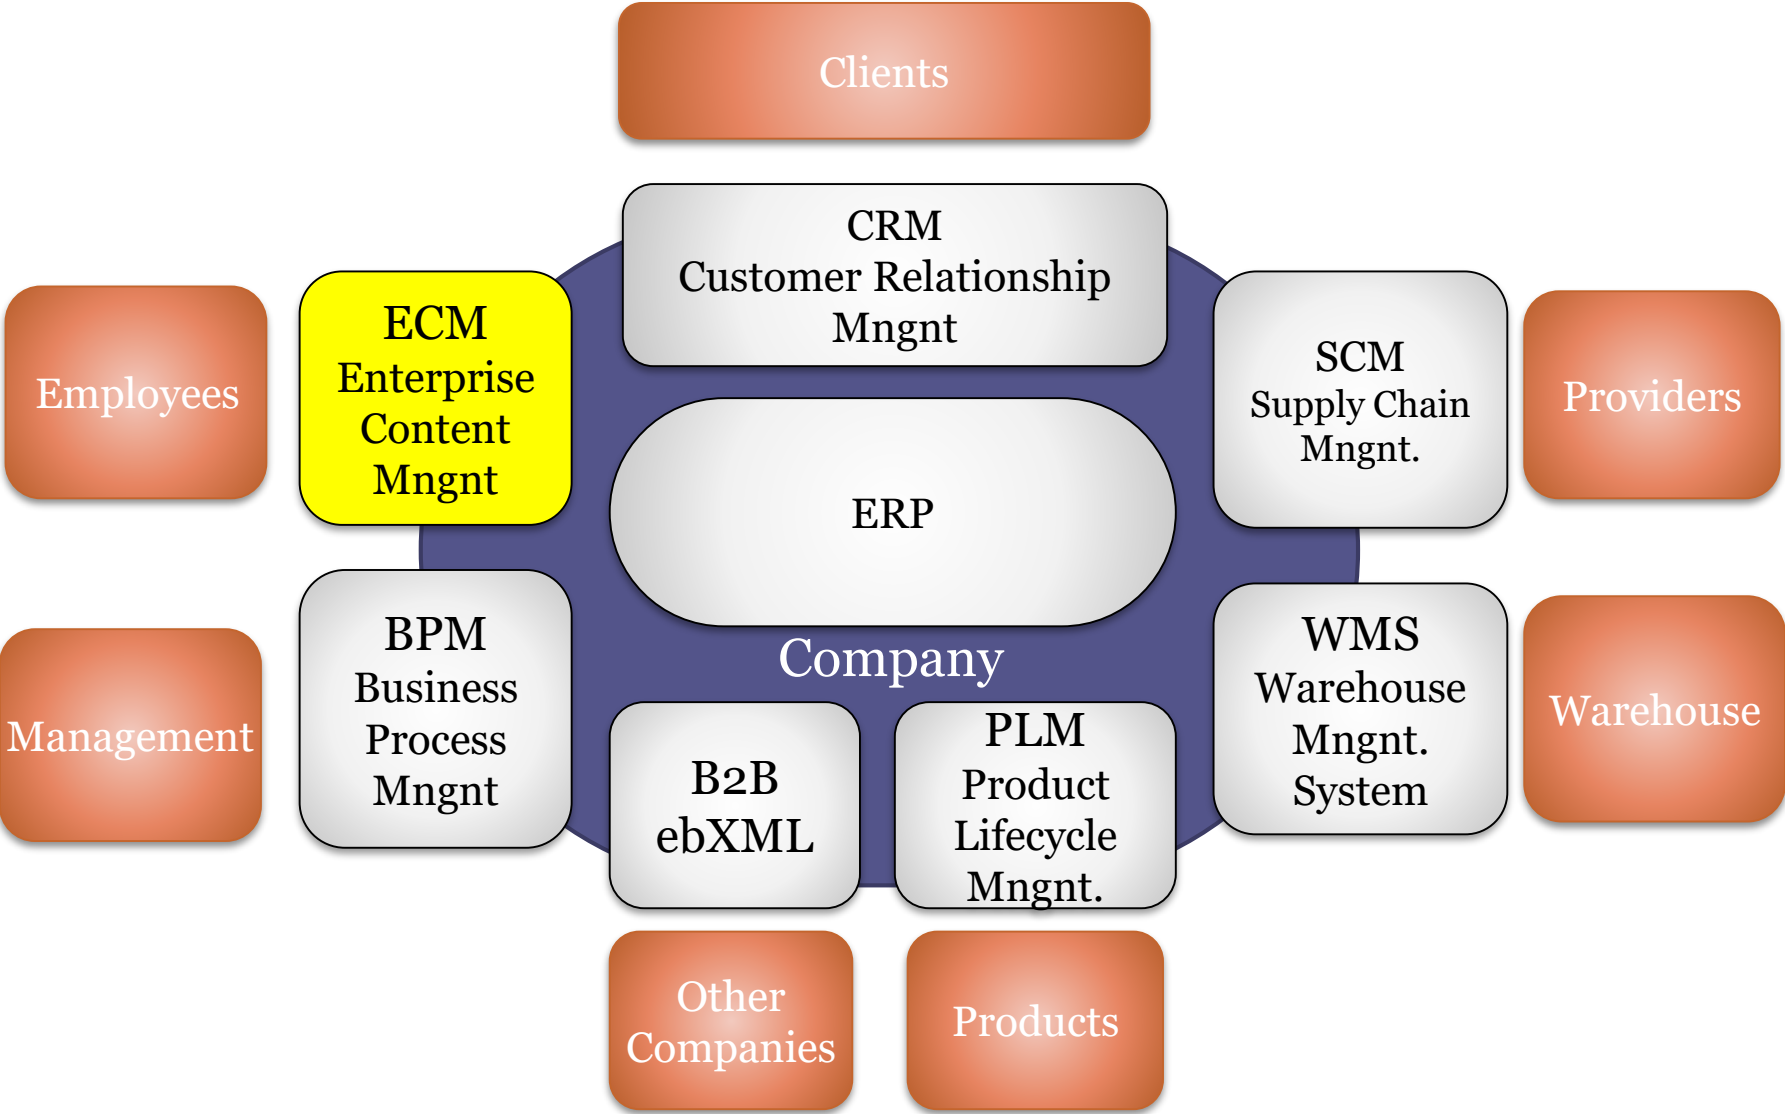 Clients
CRM
Customer Relationship
Mngnt
Employees
ECM
Enterprise
Content
Mngnt
SCM
Supply Chain
Mngnt.
Providers
ERP
Company
Management
BPM
Business
Process
Mngnt
B2B
ebXML
PLM
Product
Lifecycle
Mngnt.
WMS
Warehouse
Mngnt.
System
Warehouse
Other
Companies
Products